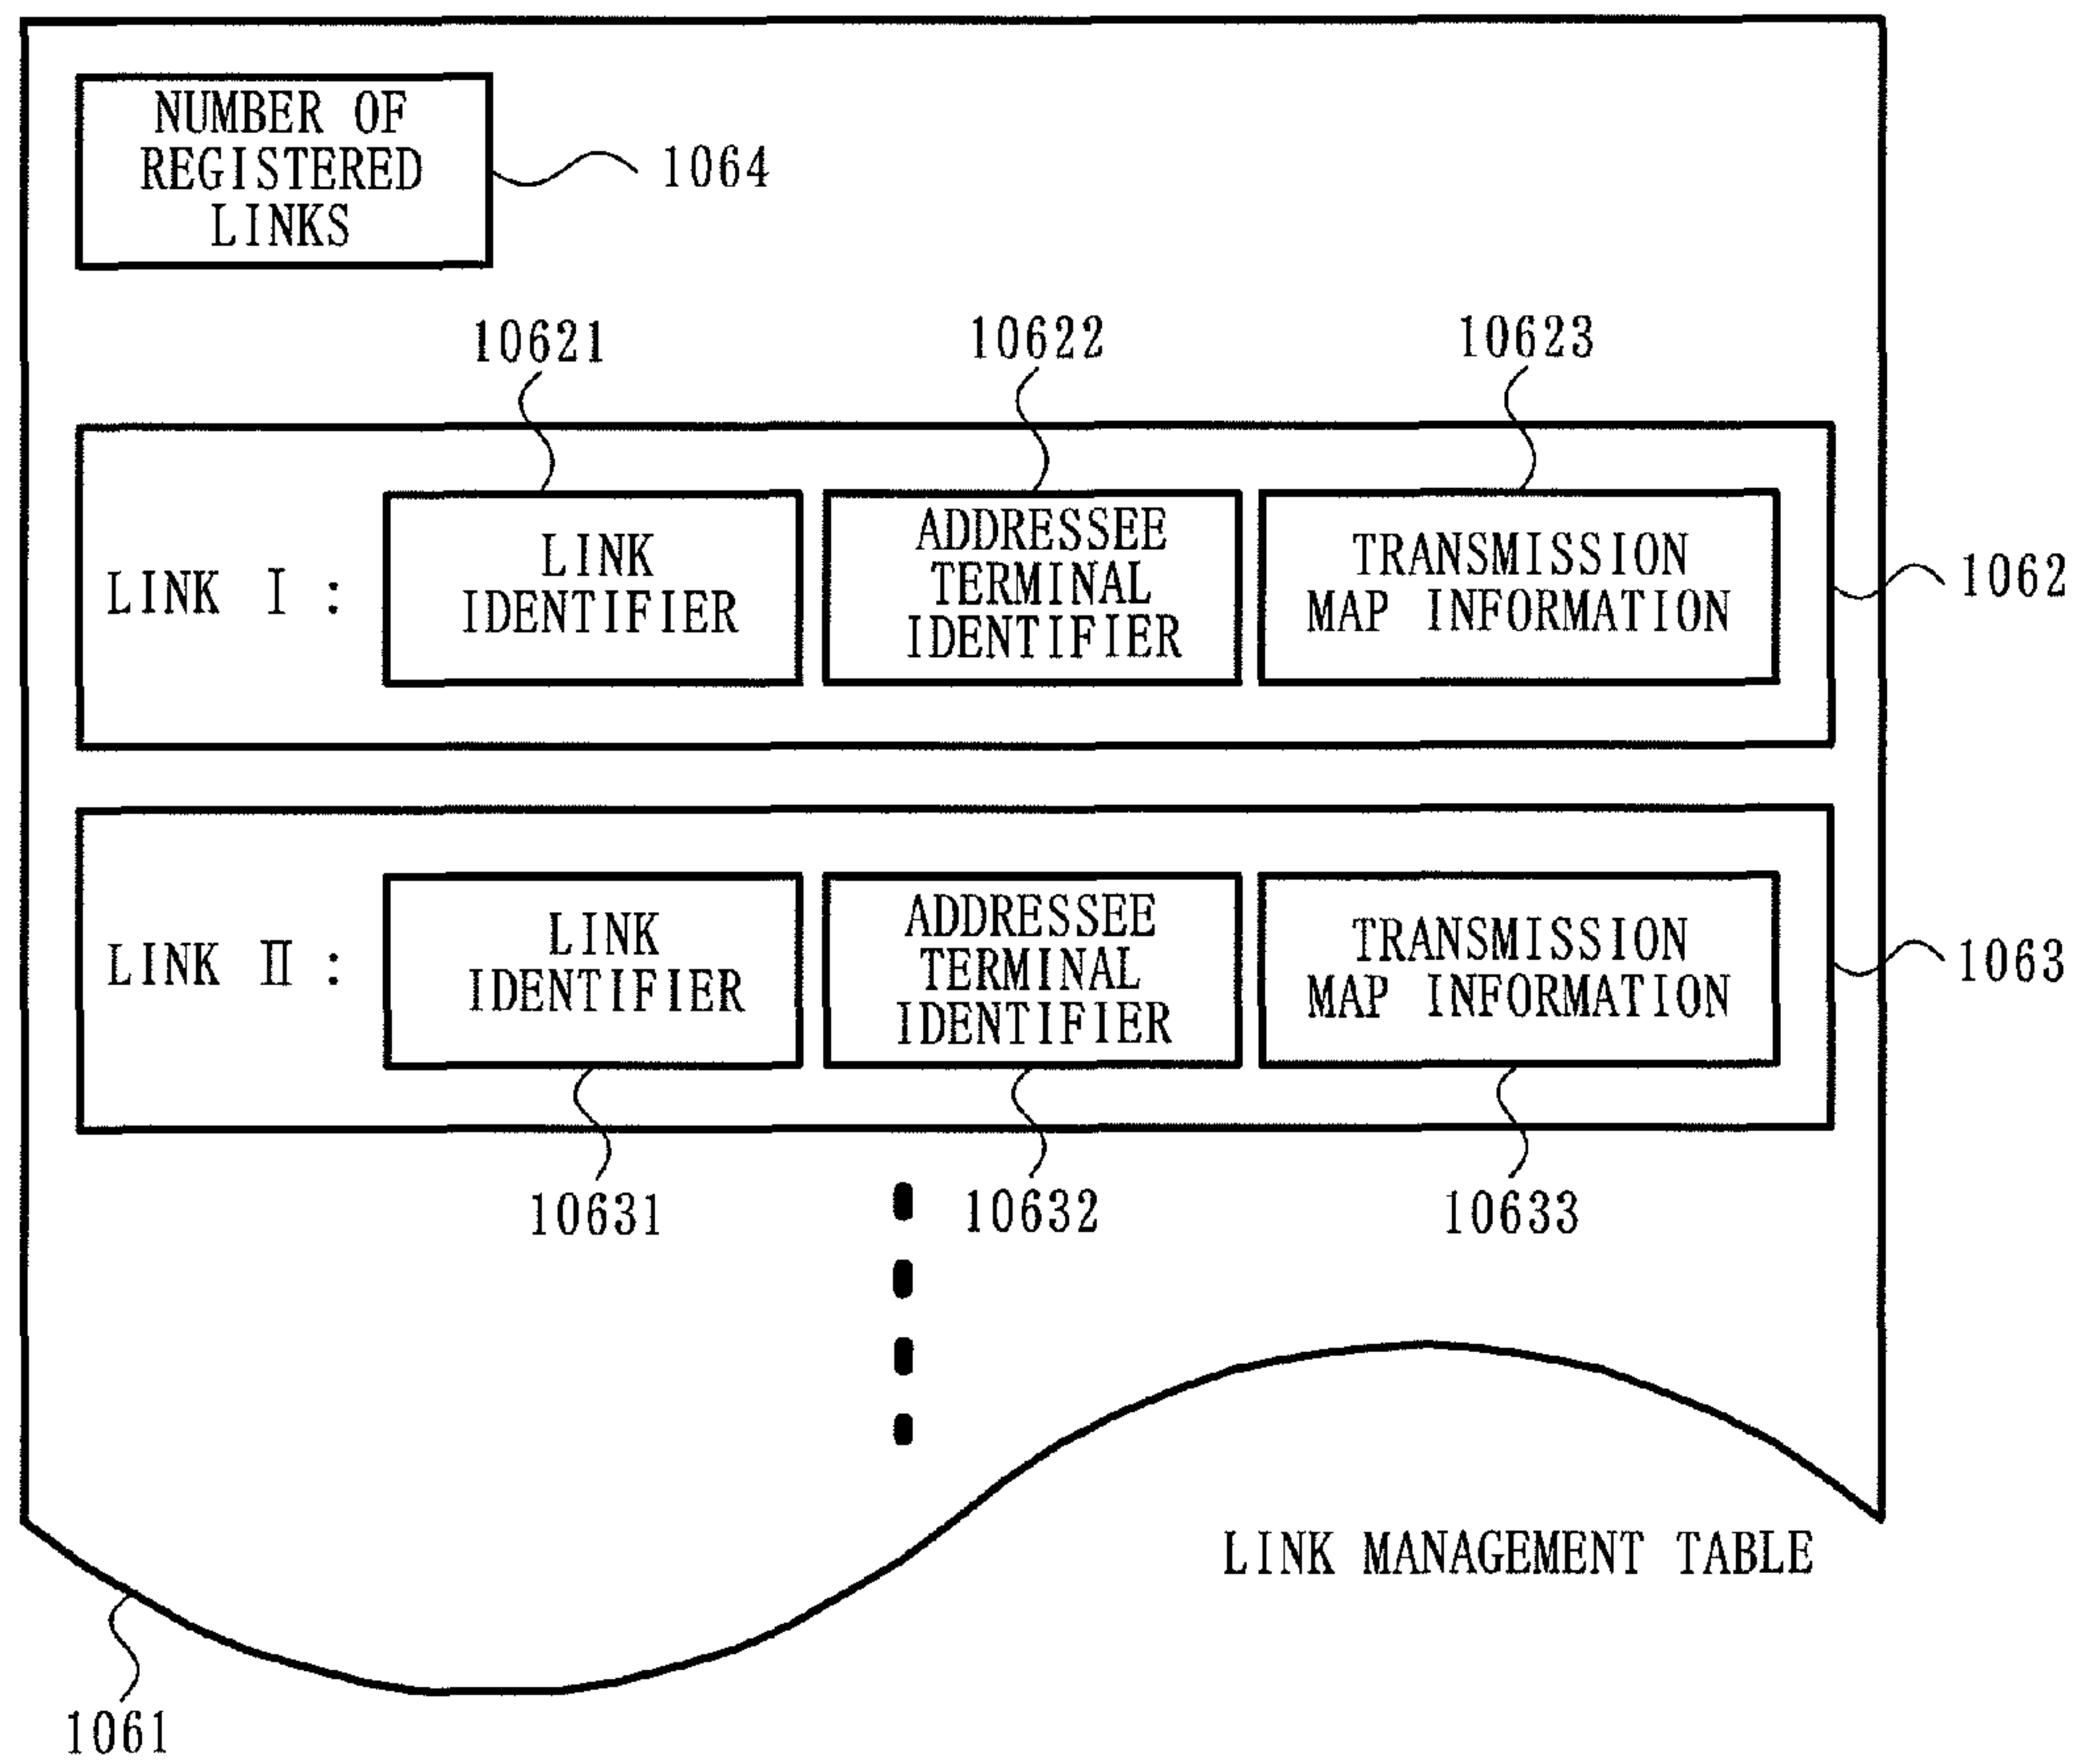 NUMBER OF
REGISTERED
LINKS
1064
10621
10622
10623
LINK I :
LINK
IDENTIFIER
ADDRESSEE
TERMINAL
IDENTIFIER
TRANSMISSION
MAP INFORMATION
1062
LINK II :
LINK
IDENTIFIER
ADDRESSEE
TERMINAL
IDENTIFIER
TRANSMISSION
MAP INFORMATION
1063
10631
10632
10633
LINK MANAGEMENT TABLE
1061